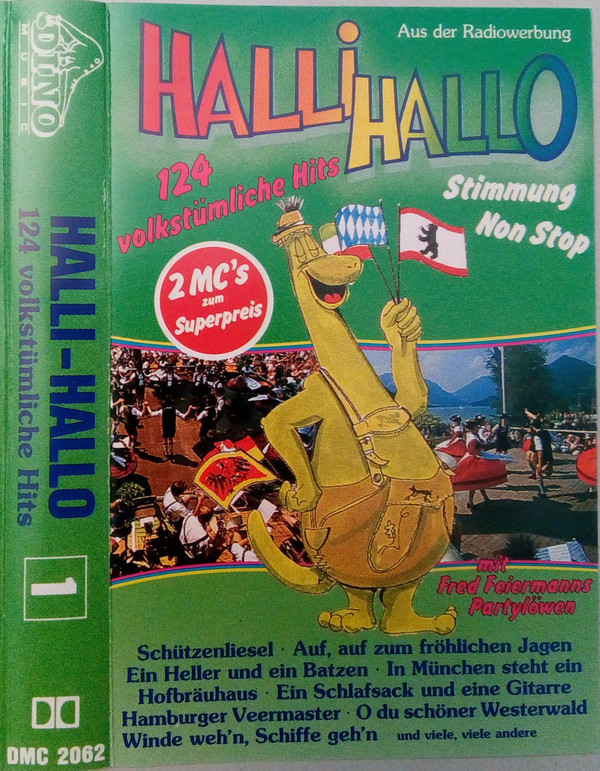 DINO
MUSIC
HALLI-HALLO
124 volkstümliche Hits
1
DMC 2062
Aus der Radiowerbung
HALLI
HALLO
124
volkstümliche Hits
Stimmung
Non Stop
2 MC's
zum
Superpreis
mit
Fred Feiermanns
Partylöwen
Schützenliesel · Auf, auf zum fröhlichen Jagen
Ein Heller und ein Batzen · In München steht ein
Hofbräuhaus · Ein Schlafsack und eine Gitarre
Hamburger Veermaster · O du schöner Westerwald
Winde weh'n, Schiffe geh'n und viele, viele andere